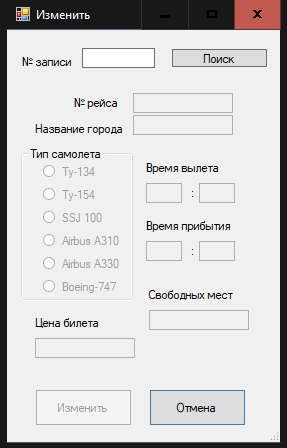 Изменить
№ записи
Поиск
№ рейса
Название города
Тип самолета
Ту-134
Ту-154
SSJ 100
Airbus A310
Airbus A330
Boeing-747
Время вылета
:
Время прибытия
:
Свободных мест
Цена билета
Изменить
Отмена